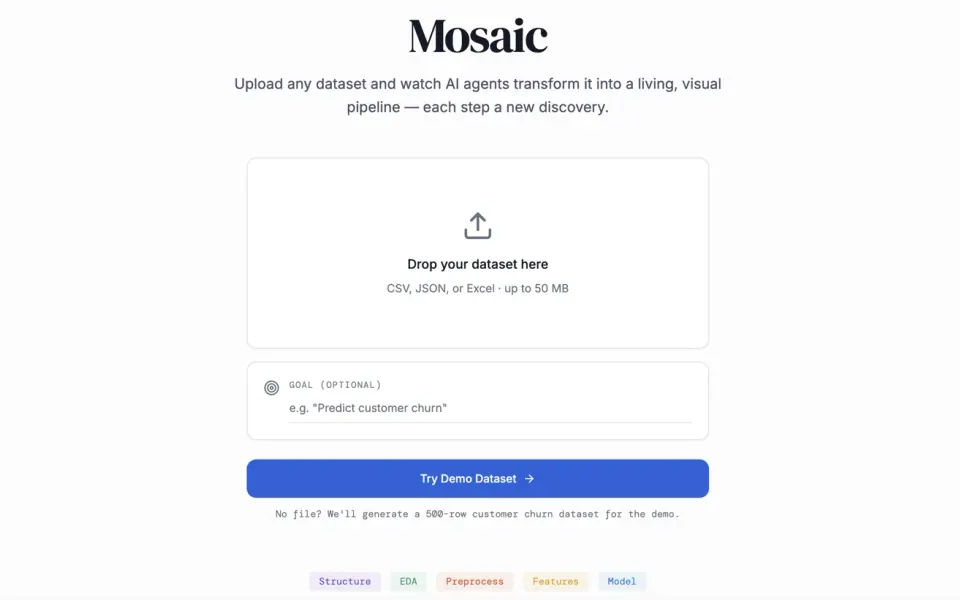 Mosaic
Upload any dataset and watch AI agents transform it into a living, visual
pipeline — each step a new discovery.
Drop your dataset here
CSV, JSON, or Excel · up to 50 MB
GOAL (OPTIONAL)
e.g. "Predict customer churn"
Try Demo Dataset →
No file? We'll generate a 500-row customer churn dataset for the demo.
Structure EDA Preprocess Features Model